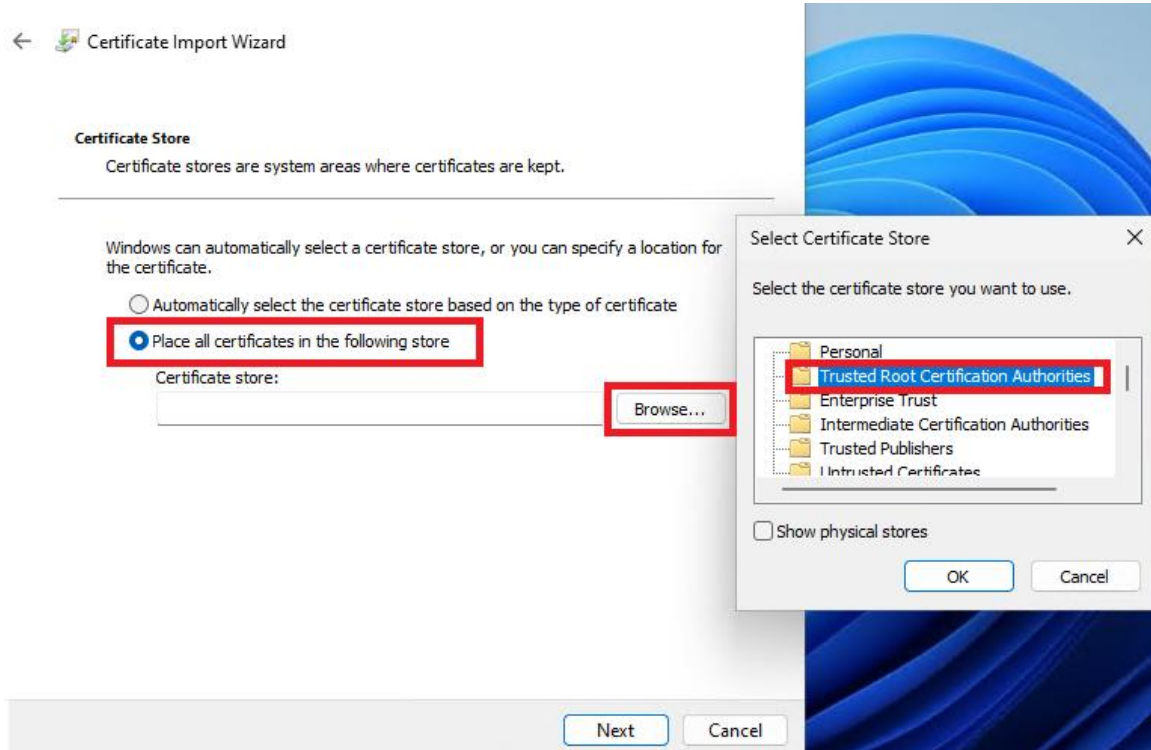 Certificate Import Wizard
Certificate Store
Certificate stores are system areas where certificates are kept.
Windows can automatically select a certificate store, or you can specify a location for
the certificate.
Automatically select the certificate store based on the type of certificate
Place all certificates in the following store
Certificate store:
Browse...
Next
Cancel
Select Certificate Store
Select the certificate store you want to use.
Personal
Trusted Root Certification Authorities
Enterprise Trust
Intermediate Certification Authorities
Trusted Publishers
Untrusted Certificates
Show physical stores
OK
Cancel